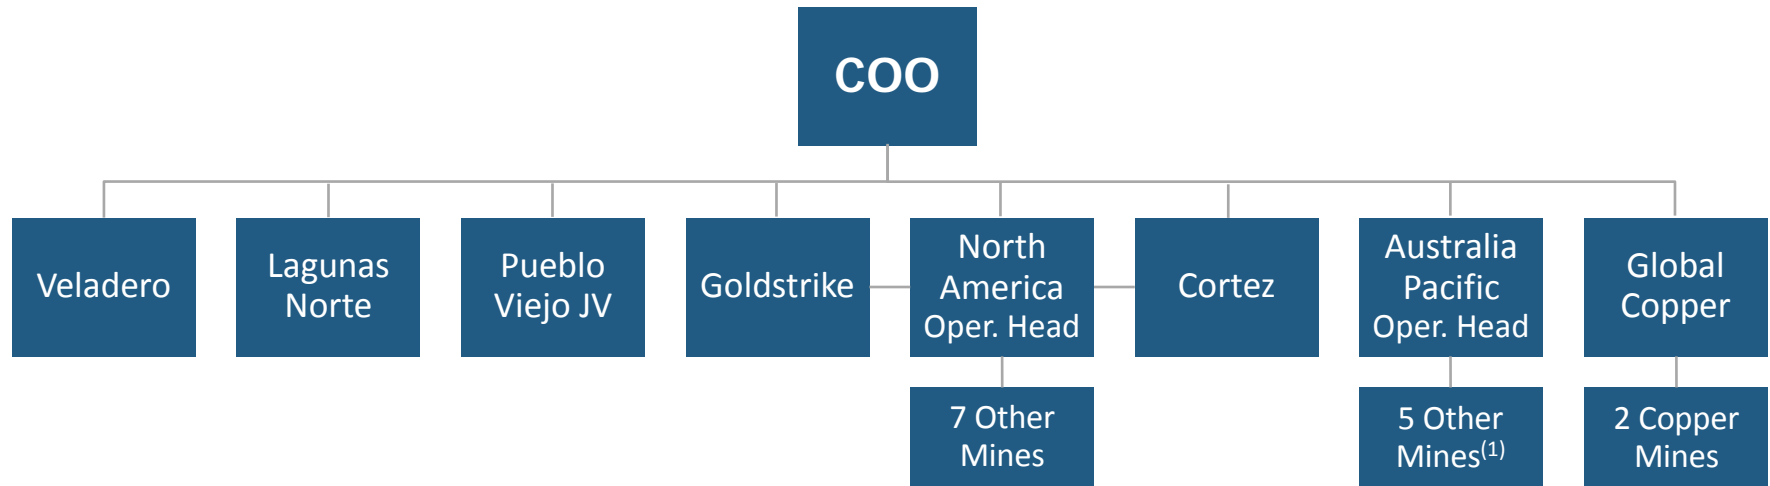 COO
Veladero
Lagunas
Norte
Pueblo
Viejo JV
Goldstrike
North
America
Oper. Head
Cortez
Australia
Pacific
Oper. Head
Global
Copper
7 Other
Mines
5 Other
Mines(1)
2 Copper
Mines